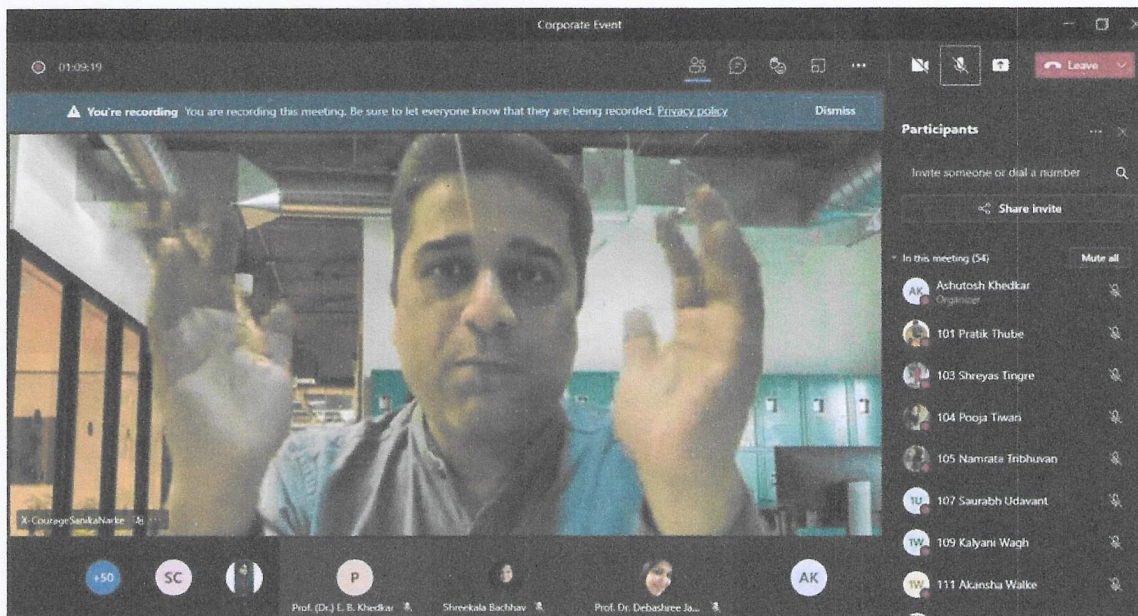 Corporate Event
01:09:19
Leave
You're recording You are recording this meeting. Be sure to let everyone know that they are being recorded. Privacy policy Dismiss
Participants
Invite someone or dial a number
Share invite
In this meeting (54) Mute all
AK Ashutosh Khedkar
Organizer
101 Pratik Thube
103 Shreyas Tingre
104 Pooja Tiwari
105 Namrata Tribhuvan
1U 107 Saurabh Udavant
1W 109 Kalyani Wagh
1W 111 Akansha Walke
X-CourageSanikaNarke
+50 SC P AK
Prof. (Dr.) E. B. Khedkar Shreekala Bachhav Prof. Dr. Debashree Ja...